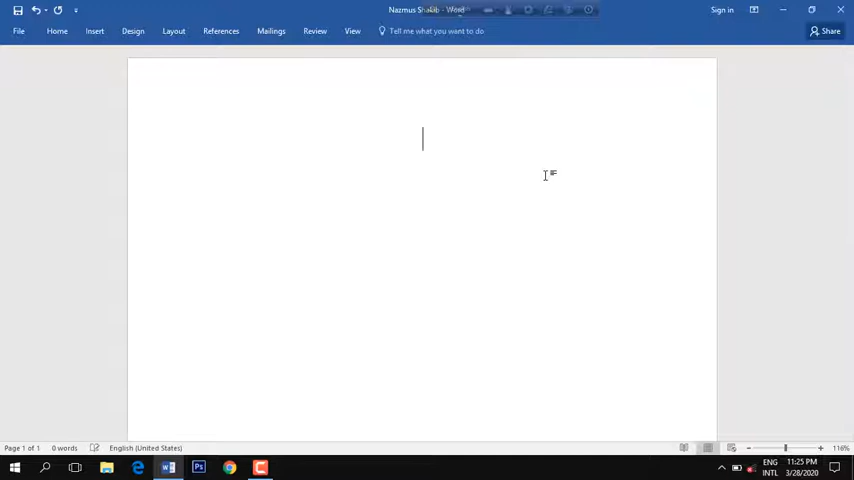 Nazmus Shakib - Word
Sign in
File Home Insert Design Layout References Mailings Review View Tell me what you want to do
Share
Page 1 of 1 0 words English (United States) 116%
ENG 11:25 PM
INTL 3/28/2020